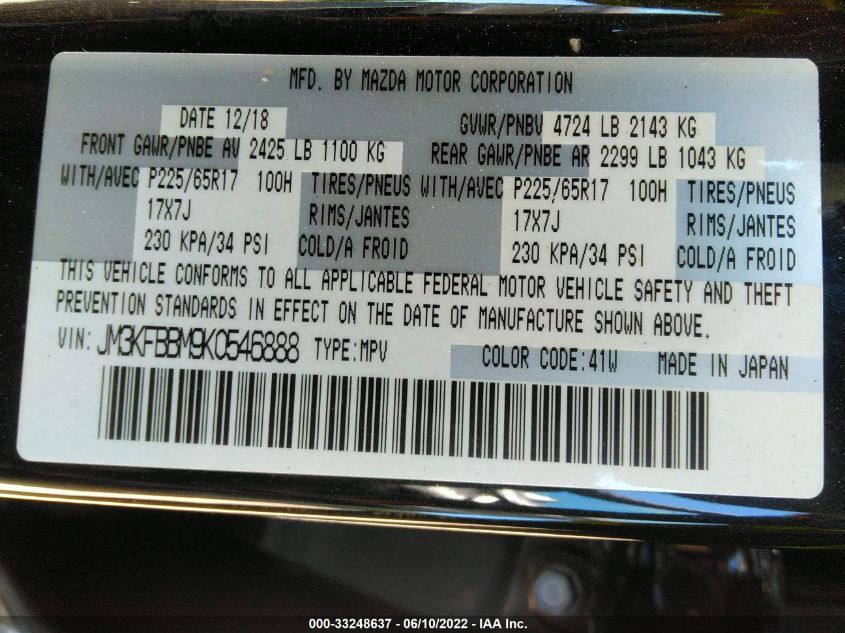 MFD. BY MAZDA MOTOR CORPORATION
DATE 12/18 GVWR/PNBV 4724 LB 2143 KG
FRONT GAWR/PNBE AV 2425 LB 1100 KG REAR GAWR/PNBE AR 2299 LB 1043 KG
WITH/AVEC P225/65R17 100H TIRES/PNEUS WITH/AVEC P225/65R17 100H TIRES/PNEUS
17X7J RIMS/JANTES 17X7J RIMS/JANTES
230 KPA/34 PSI COLD/A FROID 230 KPA/34 PSI COLD/A FROID
THIS VEHICLE CONFORMS TO ALL APPLICABLE FEDERAL MOTOR VEHICLE SAFETY AND THEFT
PREVENTION STANDARDS IN EFFECT ON THE DATE OF MANUFACTURE SHOWN ABOVE.
VIN: JM3KFBBM9K0546888 TYPE:MPV COLOR CODE:41W MADE IN JAPAN
000-33248637 - 06/10/2022 - IAA Inc.